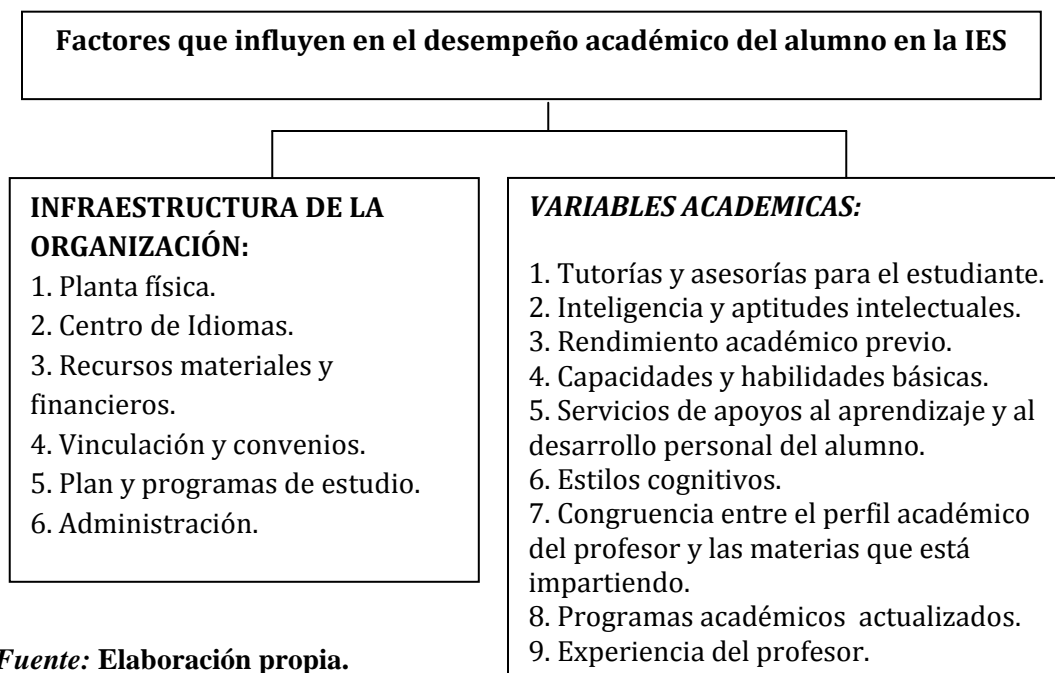 Factores que influyen en el desempeño académico del alumno en la IES
INFRAESTRUCTURA DE LA
ORGANIZACIÓN:
1. Planta física.
2. Centro de Idiomas.
3. Recursos materiales y
financieros.
4. Vinculación y convenios.
5. Plan y programas de estudio.
6. Administración.
VARIABLES ACADEMICAS:
1. Tutorías y asesorías para el estudiante.
2. Inteligencia y aptitudes intelectuales.
3. Rendimiento académico previo.
4. Capacidades y habilidades básicas.
5. Servicios de apoyos al aprendizaje y al
desarrollo personal del alumno.
6. Estilos cognitivos.
7. Congruencia entre el perfil académico
del profesor y las materias que está
impartiendo.
8. Programas académicos  actualizados.
9. Experiencia del profesor.
Fuente: Elaboración propia.